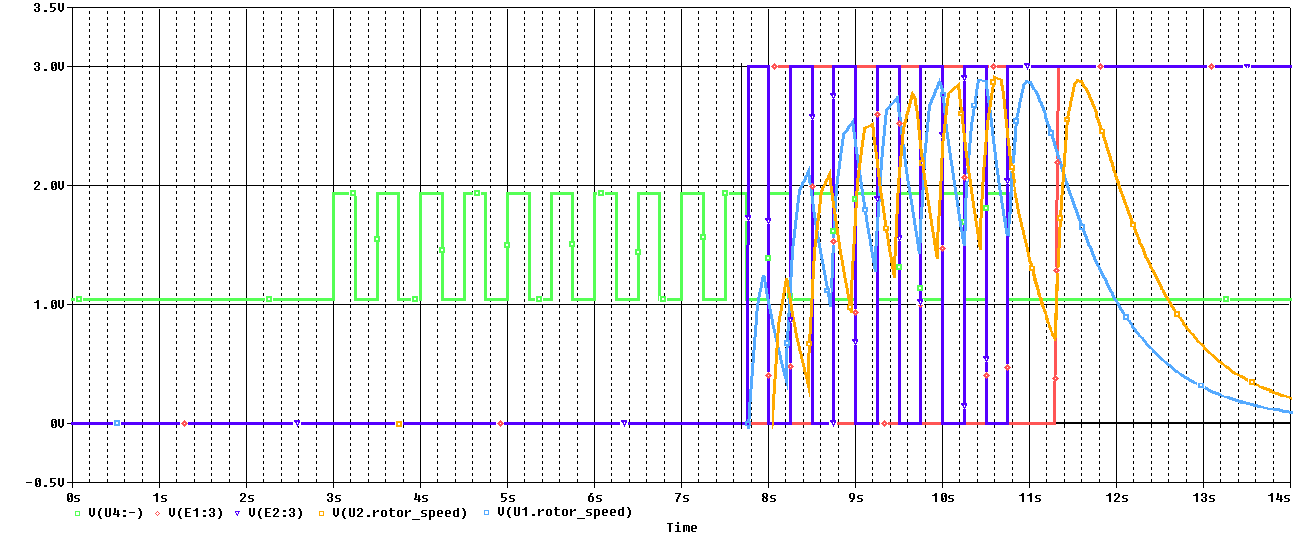 3.5V
3.0V
2.0V
1.0V
0V
-0.5V
0s 1s 2s 3s 4s 5s 6s 7s 8s 9s 10s 11s 12s 13s 14s
V(U4:-) V(E1:3) V(E2:3) V(U2.rotor_speed) V(U1.rotor_speed)
Time